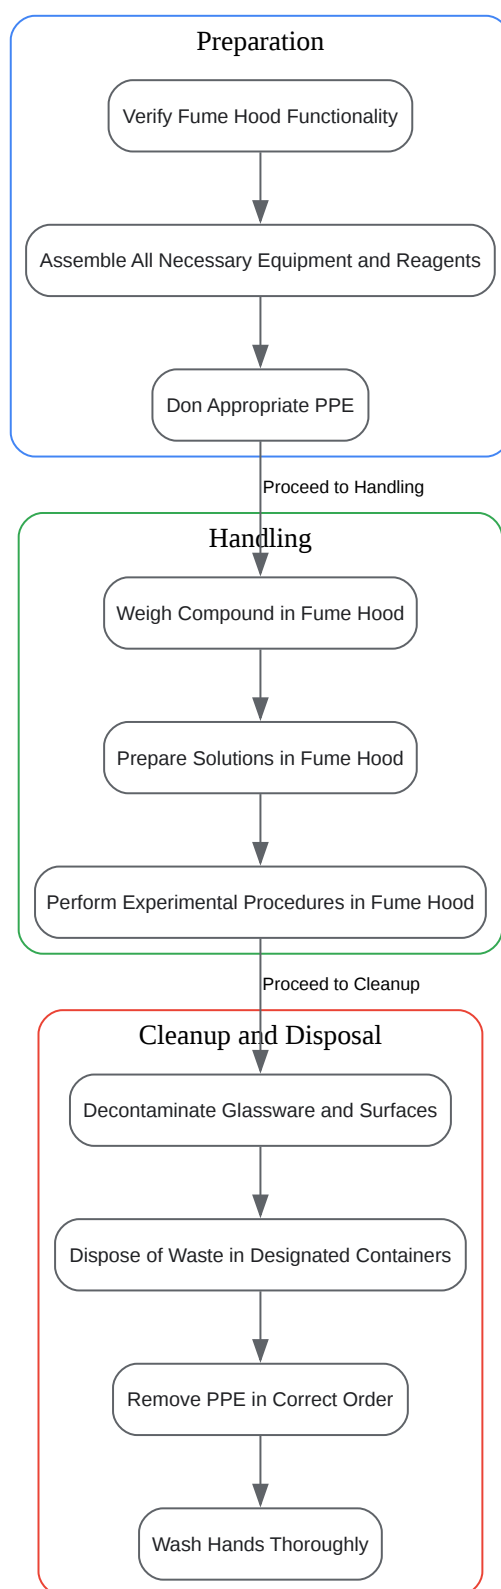 Preparation
Verify Fume Hood Functionality
Assemble All Necessary Equipment and Reagents
Don Appropriate PPE
Proceed to Handling
Handling
Weigh Compound in Fume Hood
Prepare Solutions in Fume Hood
Perform Experimental Procedures in Fume Hood
Proceed to Cleanup
Cleanup and Disposal
Decontaminate Glassware and Surfaces
Dispose of Waste in Designated Containers
Remove PPE in Correct Order
Wash Hands Thoroughly